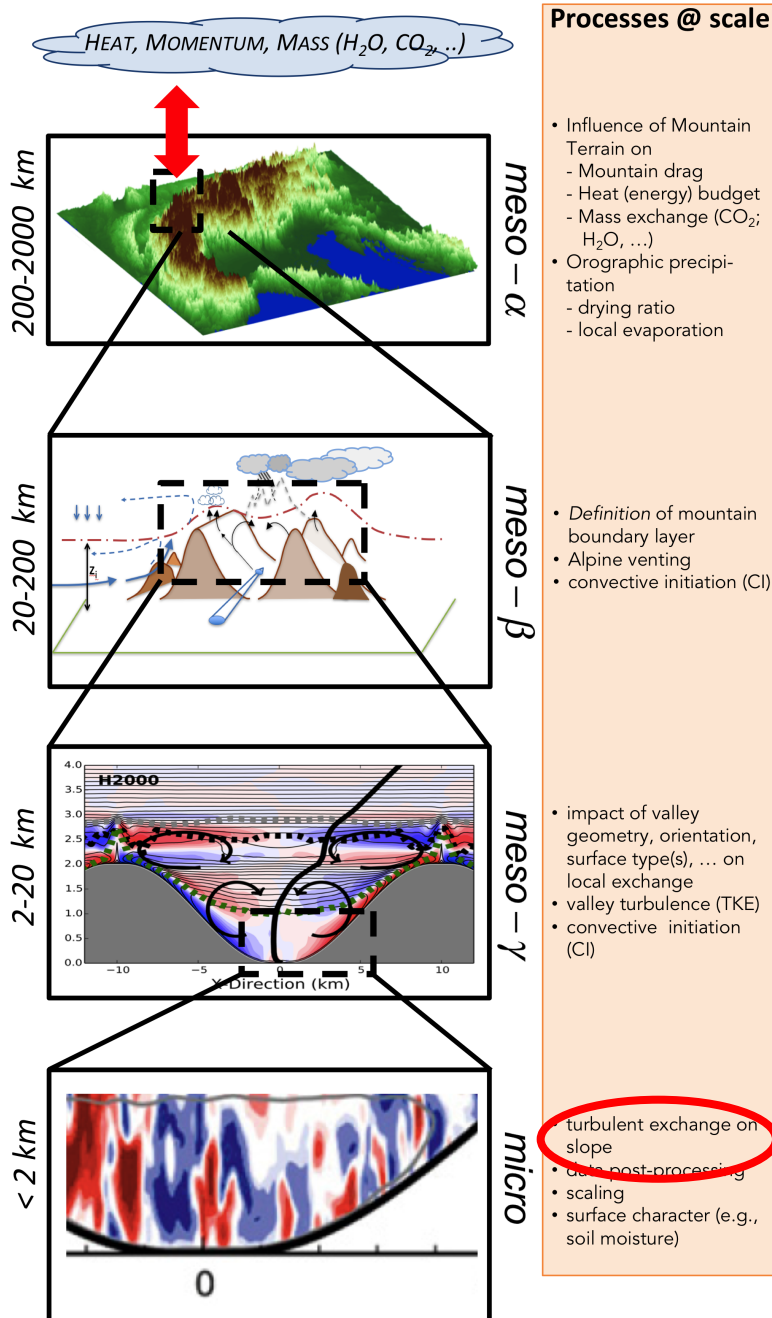 Processes @ scale
HEAT, MOMENTUM, MASS (H2O, CO2, ..)
200-2000 km
meso – α
• Influence of Mountain
Terrain on
- Mountain drag
- Heat (energy) budget
- Mass exchange (CO2;
H2O, ...)
• Orographic precipi-
tation
- drying ratio
- local evaporation
20-200 km
zi
meso – β
• Definition of mountain
boundary layer
• Alpine venting
• convective initiation (CI)
2-20 km
H2000
4.0
3.5
3.0
2.5
2.0
1.5
1.0
0.5
0.0
−10
−5
0
5
10
X-Direction (km)
meso – γ
• impact of valley
geometry, orientation,
surface type(s), ... on
local exchange
• valley turbulence (TKE)
• convective initiation
(CI)
< 2 km
0
micro
• turbulent exchange on
slope
• data post-processing
• scaling
• surface character (e.g.,
soil moisture)